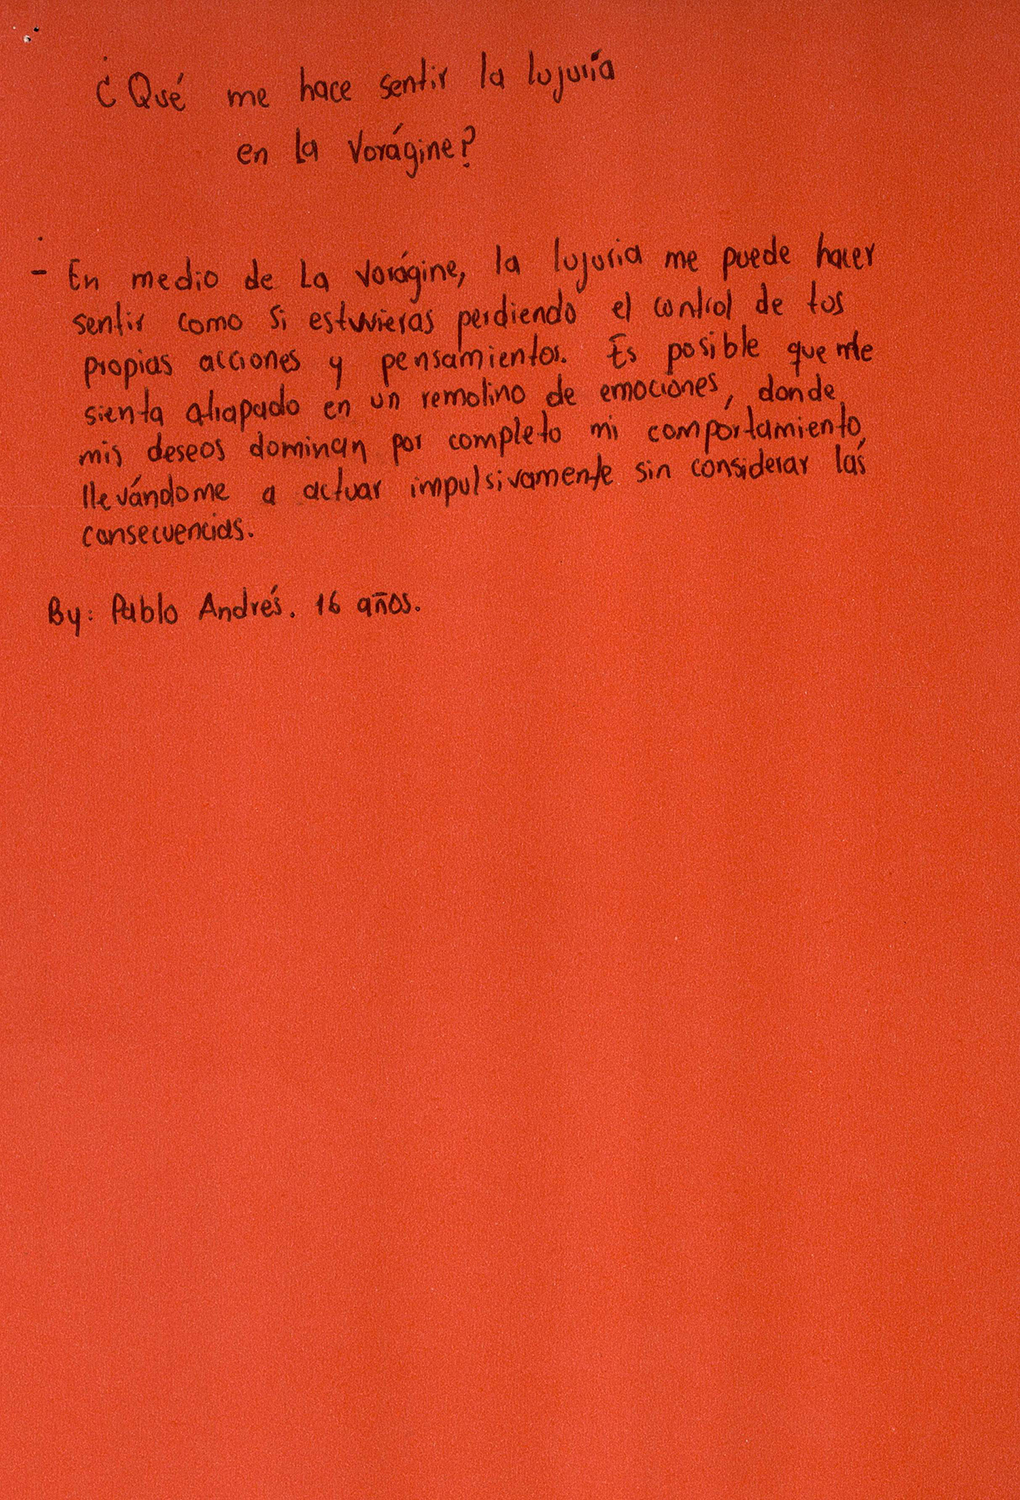 ¿Qué me hace sentir la lujuría
en la Vorágine?
- En medio de La Vorágine, la lujuria me puede hacer
sentir como si estuvieras perdiendo el control de tus
propias acciones y pensamientos. Es posible que me
sienta atrapado en un remolino de emociones, donde
mis deseos dominan por completo mi comportamiento,
llevándome a actuar impulsivamente sin considerar las
consecuencias.
By: Pablo Andrés. 16 años.